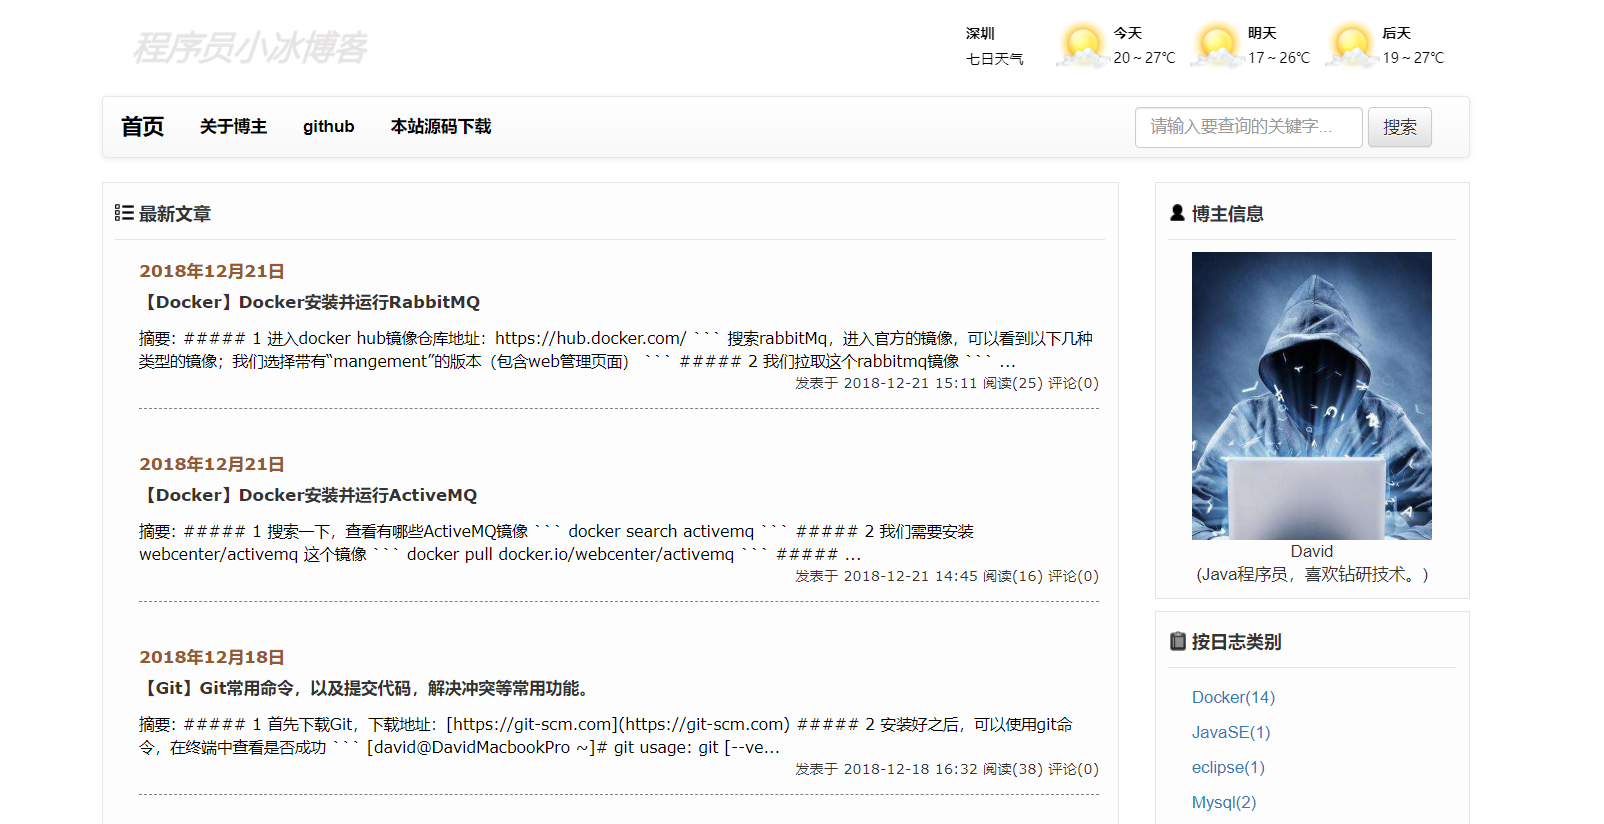 程序员小冰博客
深圳
七日天气
今天
20～27℃
明天
17～26℃
后天
19～27℃
首页 关于博主 github 本站源码下载
请输入要查询的关键字... 搜索
最新文章
2018年12月21日
【Docker】Docker安装并运行RabbitMQ
摘要: ##### 1 进入docker hub镜像仓库地址：https://hub.docker.com/ ``` 搜索rabbitMq，进入官方的镜像，可以看到以下几种
类型的镜像；我们选择带有“mangement”的版本（包含web管理页面） ``` ##### 2 我们拉取这个rabbitmq镜像 ``` ...
发表于 2018-12-21 15:11 阅读(25) 评论(0)
2018年12月21日
【Docker】Docker安装并运行ActiveMQ
摘要: ##### 1 搜索一下，查看有哪些ActiveMQ镜像 ``` docker search activemq ``` ##### 2 我们需要安装
webcenter/activemq 这个镜像 ``` docker pull docker.io/webcenter/activemq ``` ##### ...
发表于 2018-12-21 14:45 阅读(16) 评论(0)
2018年12月18日
【Git】Git常用命令，以及提交代码，解决冲突等常用功能。
摘要: ##### 1 首先下载Git，下载地址：[https://git-scm.com](https://git-scm.com) ##### 2 安装好之后，可以使用git命
令，在终端中查看是否成功 ``` [david@DavidMacbookPro ~]# git usage: git [--ve...
发表于 2018-12-18 16:32 阅读(38) 评论(0)
博主信息
David
(Java程序员，喜欢钻研技术。)
按日志类别
Docker(14)
JavaSE(1)
eclipse(1)
Mysql(2)